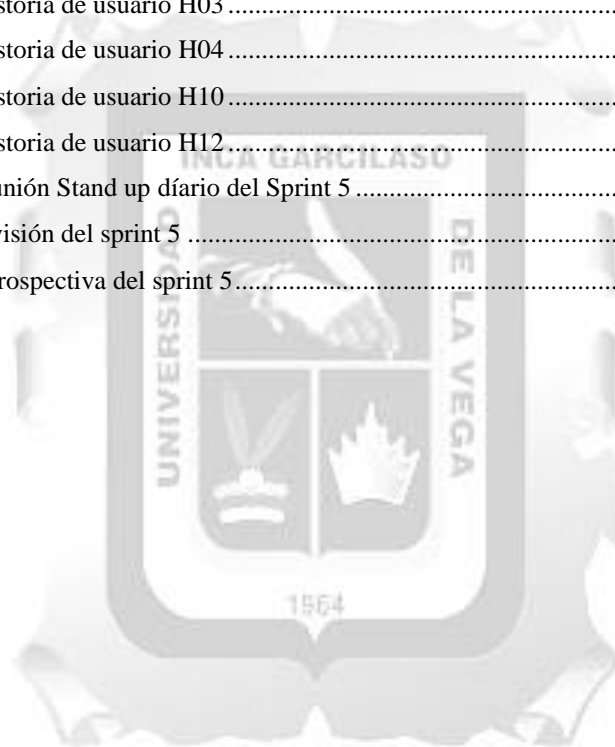 storia de usuario H03........................................................
storia de usuario H04........................................................
storia de usuario H10........................................................
storia de usuario H12........................................................
unión Stand up díario del Sprint 5........................................
visión del sprint 5 ..............................................................
rospectiva del sprint 5........................................................
INCA GARCILASO
UNIVERSIDAD
DE LA VEGA
1964